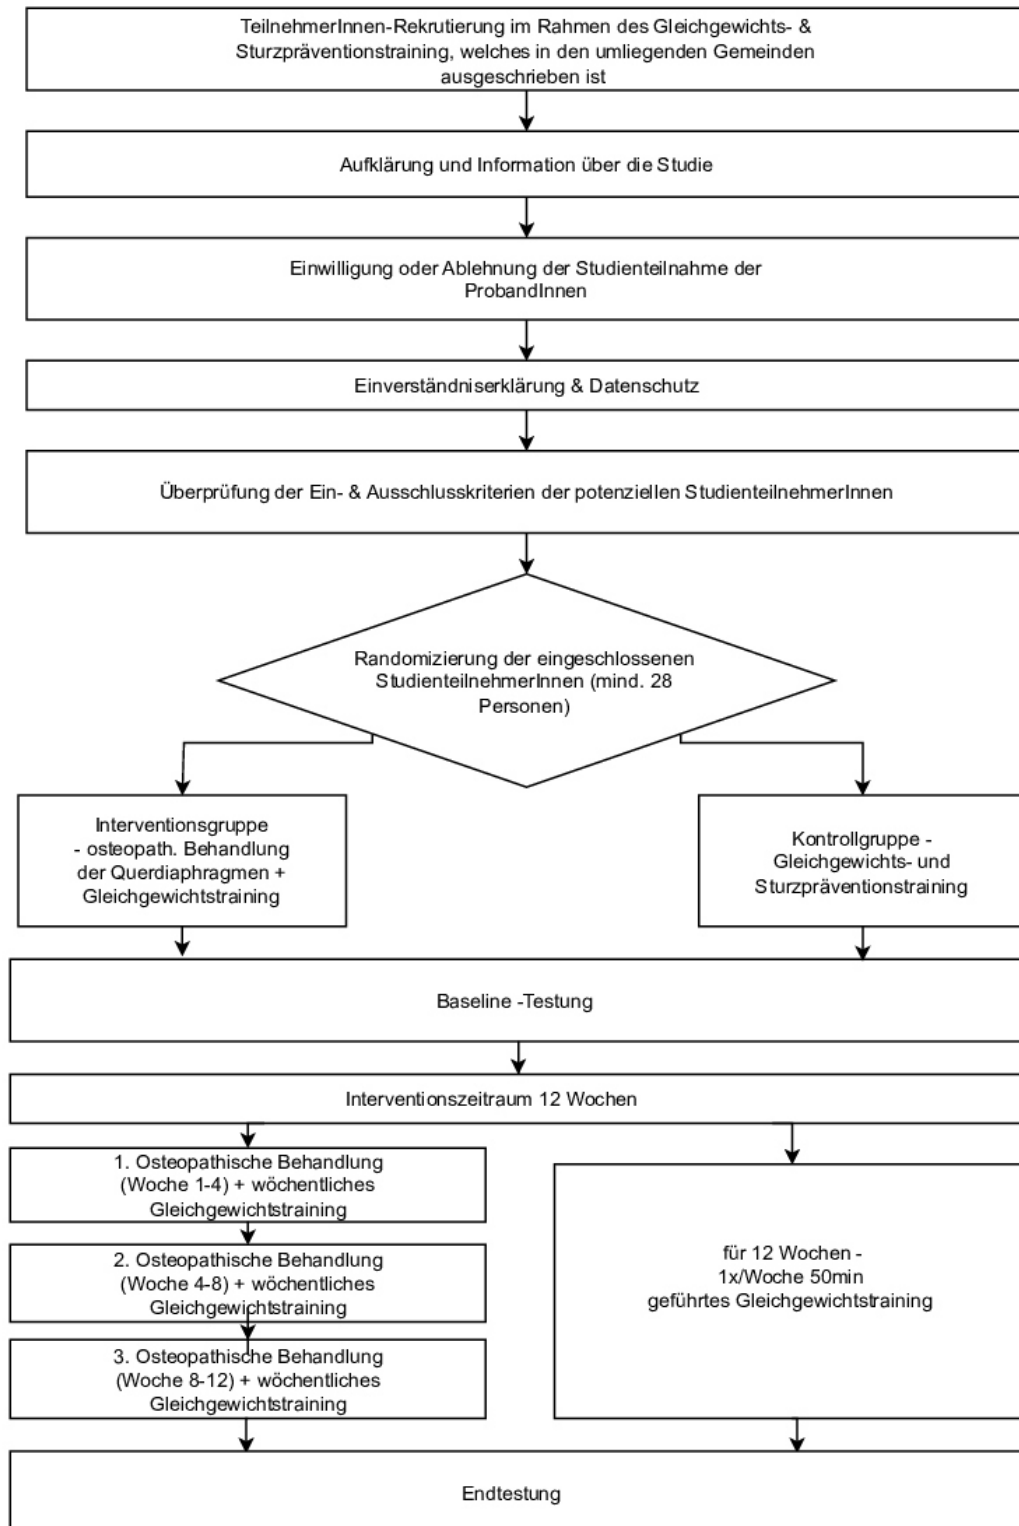 TeilnehmerInnen-Rekrutierung im Rahmen des Gleichgewichts- &
Sturzpräventionstraining, welches in den umliegenden Gemeinden
ausgeschrieben ist
Aufklärung und Information über die Studie
Einwilligung oder Ablehnung der Studienteilnahme der
ProbandInnen
Einverständniserklärung & Datenschutz
Überprüfung der Ein- & Ausschlusskriterien der potenziellen StudienteilnehmerInnen
Randomizierung der eingeschlossenen
StudienteilnehmerInnen (mind. 28
Personen)
Interventionsgruppe
- osteopath. Behandlung
der Querdiaphragmen +
Gleichgewichtstraining
Kontrollgruppe -
Gleichgewichts- und
Sturzpräventionstraining
Baseline -Testung
Interventionszeitraum 12 Wochen
1. Osteopathische Behandlung
(Woche 1-4) + wöchentliches
Gleichgewichtstraining
2. Osteopathische Behandlung
(Woche 4-8) + wöchentliches
Gleichgewichtstraining
3. Osteopathische Behandlung
(Woche 8-12) + wöchentliches
Gleichgewichtstraining
für 12 Wochen -
1x/Woche 50min
geführtes Gleichgewichtstraining
Endtestung